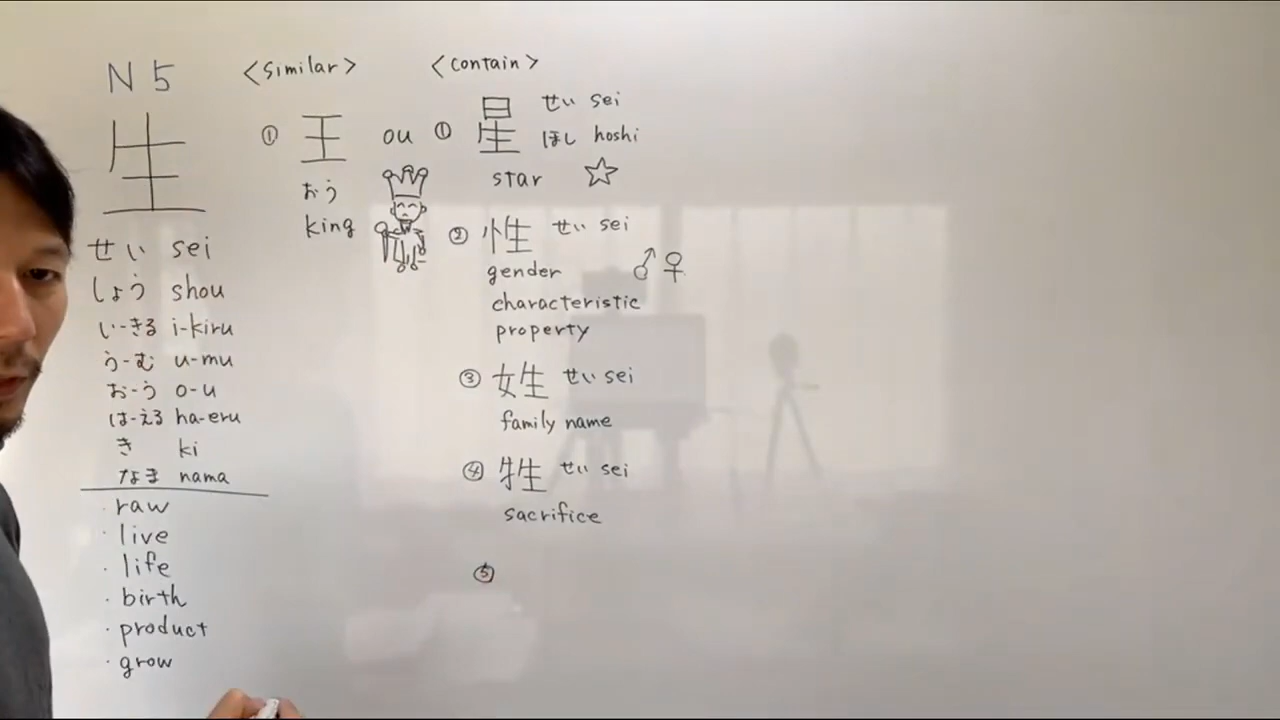 N5
生
せい sei
しょう shou
い-きる i-kiru
う-む u-mu
お-う o-u
は-える ha-eru
き ki
なま nama
・raw
・live
・life
・birth
・product
・grow
<similar>
① 王 ou
おう
king
<contain>
① 星 せい sei
ほし hoshi
star ☆
② 性 せい sei
gender ♂ ♀
characteristic
property
③ 姓 せい sei
family name
④ 牲 せい sei
sacrifice
⑤